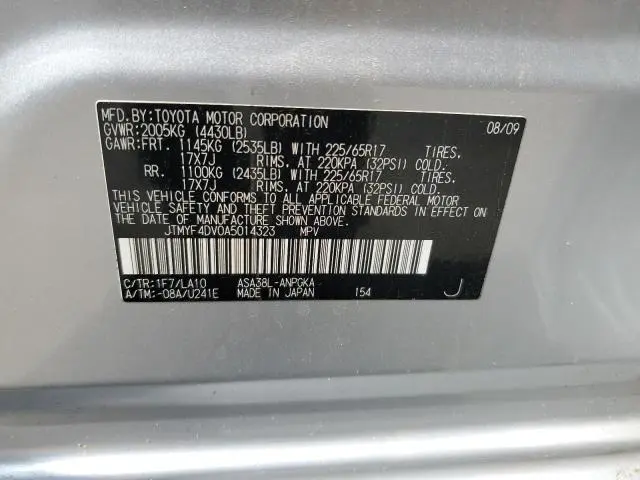 MFD.BY:TOYOTA MOTOR CORPORATION 08/09
GVWR:2005KG (4430LB)
GAWR:FRT. 1145KG (2535LB) WITH 225/65R17 TIRES.
17X7J RIMS, AT 220KPA (32PSI) COLD.
RR. 1100KG (2435LB) WITH 225/65R17 TIRES.
17X7J RIMS, AT 220KPA (32PSI) COLD.
THIS VEHICLE CONFORMS TO ALL APPLICABLE FEDERAL MOTOR
VEHICLE SAFETY AND THEFT PREVENTION STANDARDS IN EFFECT ON
THE DATE OF MANUFACTURE SHOWN ABOVE.
JTMYF4DV0A5014323 MPV
C/TR:1F7/LA10 ASA38L-ANPGKA
A/TM:-08A/U241E MADE IN JAPAN 154 J